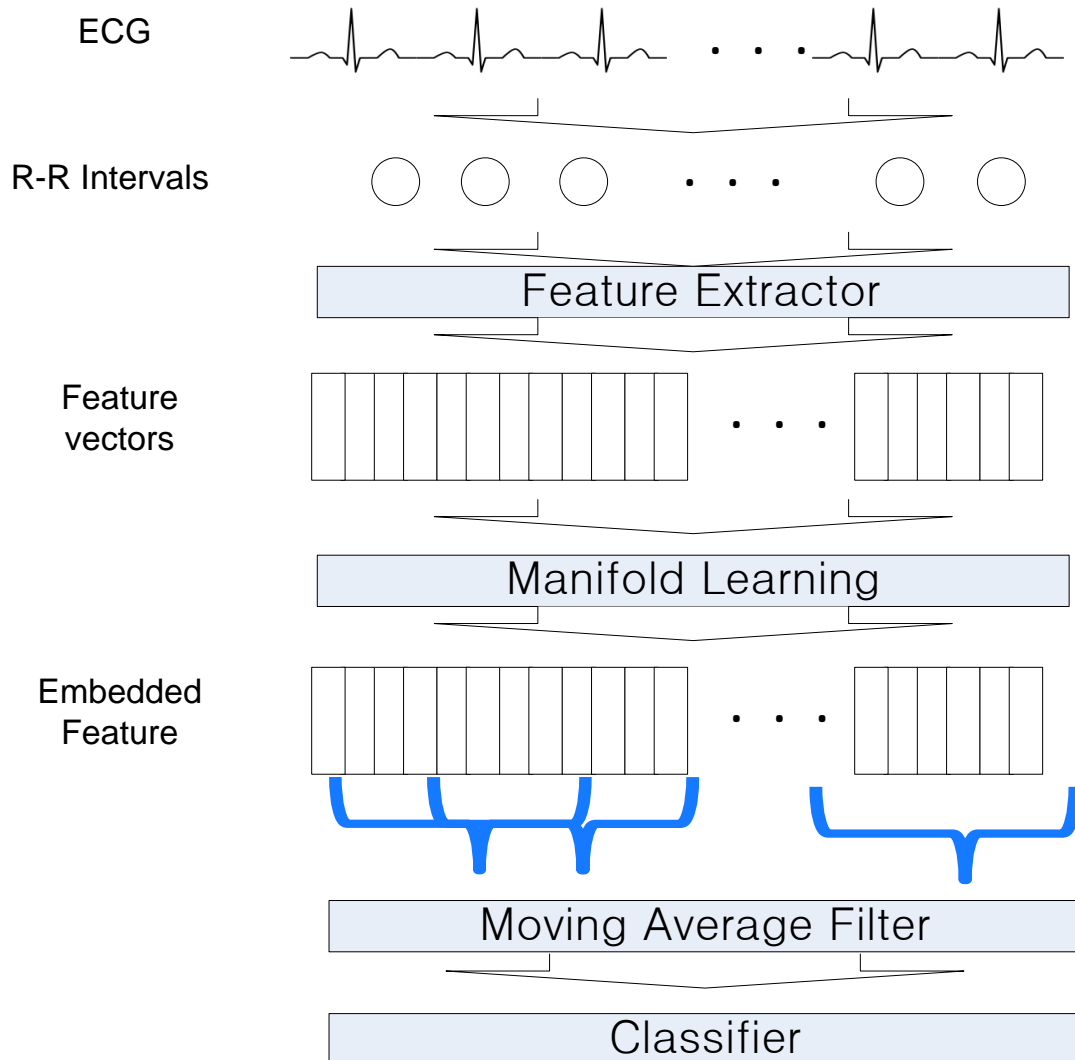 ECG
R-R Intervals
Feature Extractor
Feature
vectors
Manifold Learning
Embedded
Feature
Moving Average Filter
Classifier